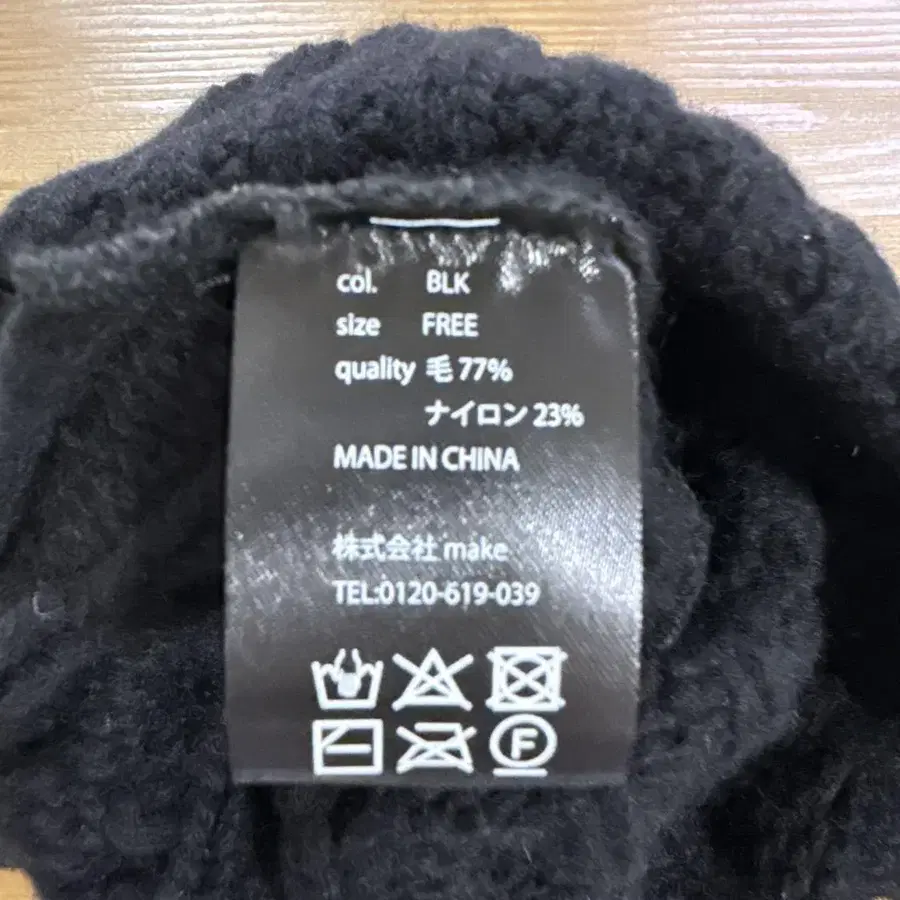 col. BLK
size FREE
quality 毛 77%
ナイロン 23%
MADE IN CHINA
株式会社 make
TEL:0120-619-039
F